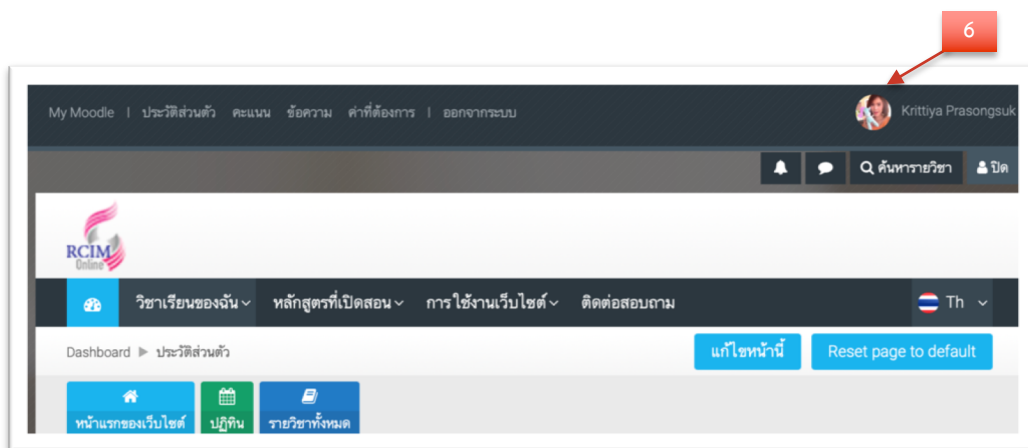 6
My Moodle | ประวัติส่วนตัว คะแนน ข้อความ ค่าที่ต้องการ | ออกจากระบบ Krittiya Prasongsuk
ค้นหารายวิชา ปิด
RCIM
Online
วิชาเรียนของฉัน หลักสูตรที่เปิดสอน การใช้งานเว็บไซต์ ติดต่อสอบถาม Th
Dashboard ประวัติส่วนตัว แก้ไขหน้านี้ Reset page to default
หน้าแรกของเว็บไซต์ ปฏิทิน รายวิชาทั้งหมด